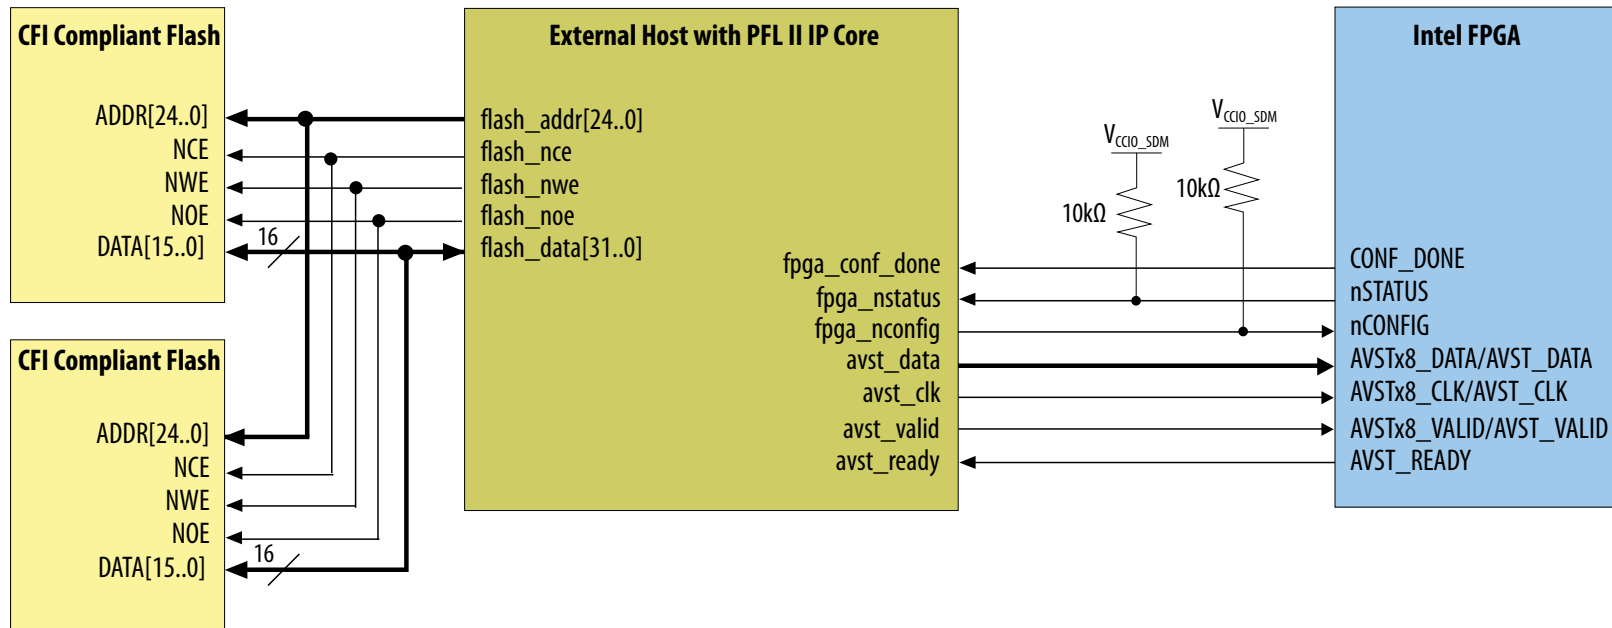 CFI Compliant Flash
ADDR[24..0]
NCE
NWE
NOE
DATA[15..0]
16
CFI Compliant Flash
ADDR[24..0]
NCE
NWE
NOE
DATA[15..0]
16
External Host with PFL II IP Core
flash_addr[24..0]
flash_nce
flash_nwe
flash_noe
flash_data[31..0]
fpga_conf_done
fpga_nstatus
fpga_nconfig
avst_data
avst_clk
avst_valid
avst_ready
VCCIO_SDM
10kΩ
VCCIO_SDM
10kΩ
Intel FPGA
CONF_DONE
nSTATUS
nCONFIG
AVSTx8_DATA/AVST_DATA
AVSTx8_CLK/AVST_CLK
AVSTx8_VALID/AVST_VALID
AVST_READY